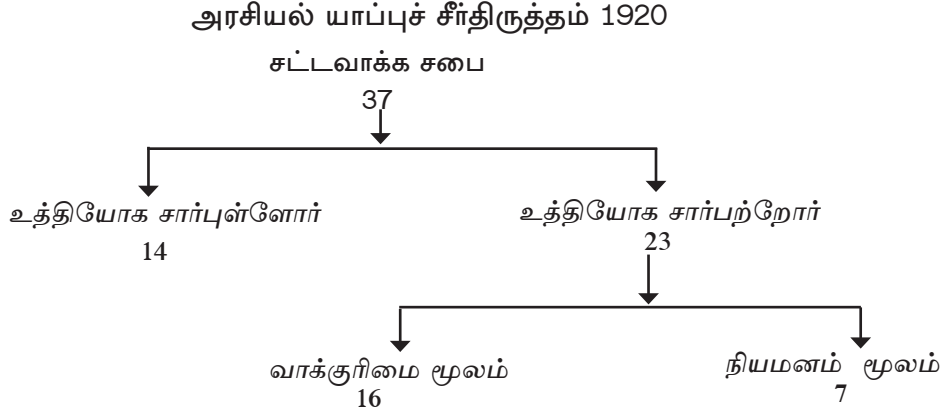 அரசியல் யாப்புச் சீர்திருத்தம் 1920
சட்டவாக்க சபை
37
உத்தியோக சார்புள்ளோர்
14
உத்தியோக சார்பற்றோர்
23
வாக்குரிமை மூலம்
16
நியமனம் மூலம்
7